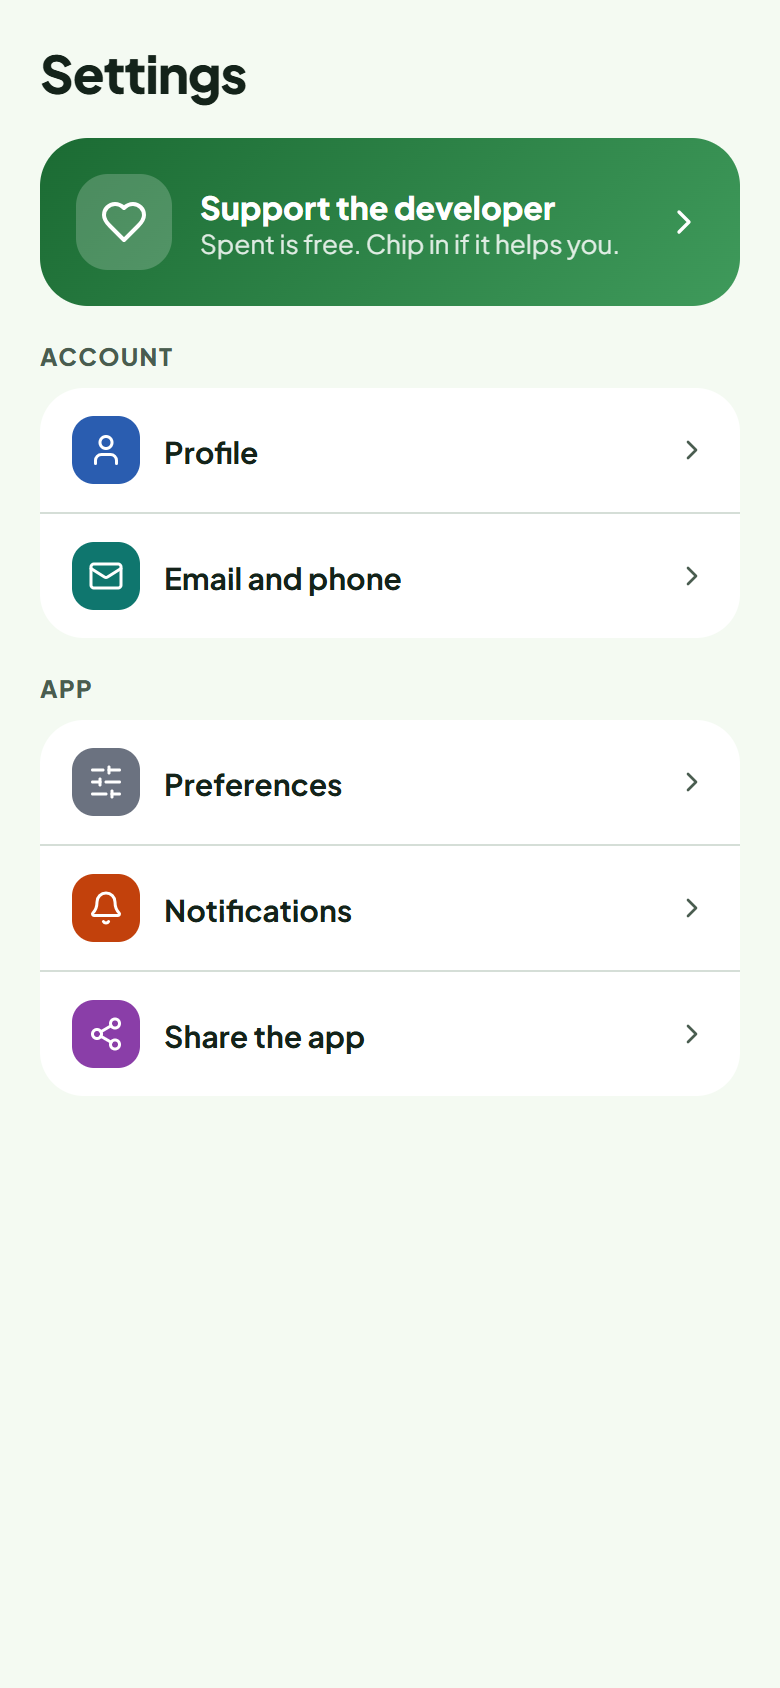 Settings
Support the developer
Spent is free. Chip in if it helps you.
ACCOUNT
Profile
Email and phone
APP
Preferences
Notifications
Share the app